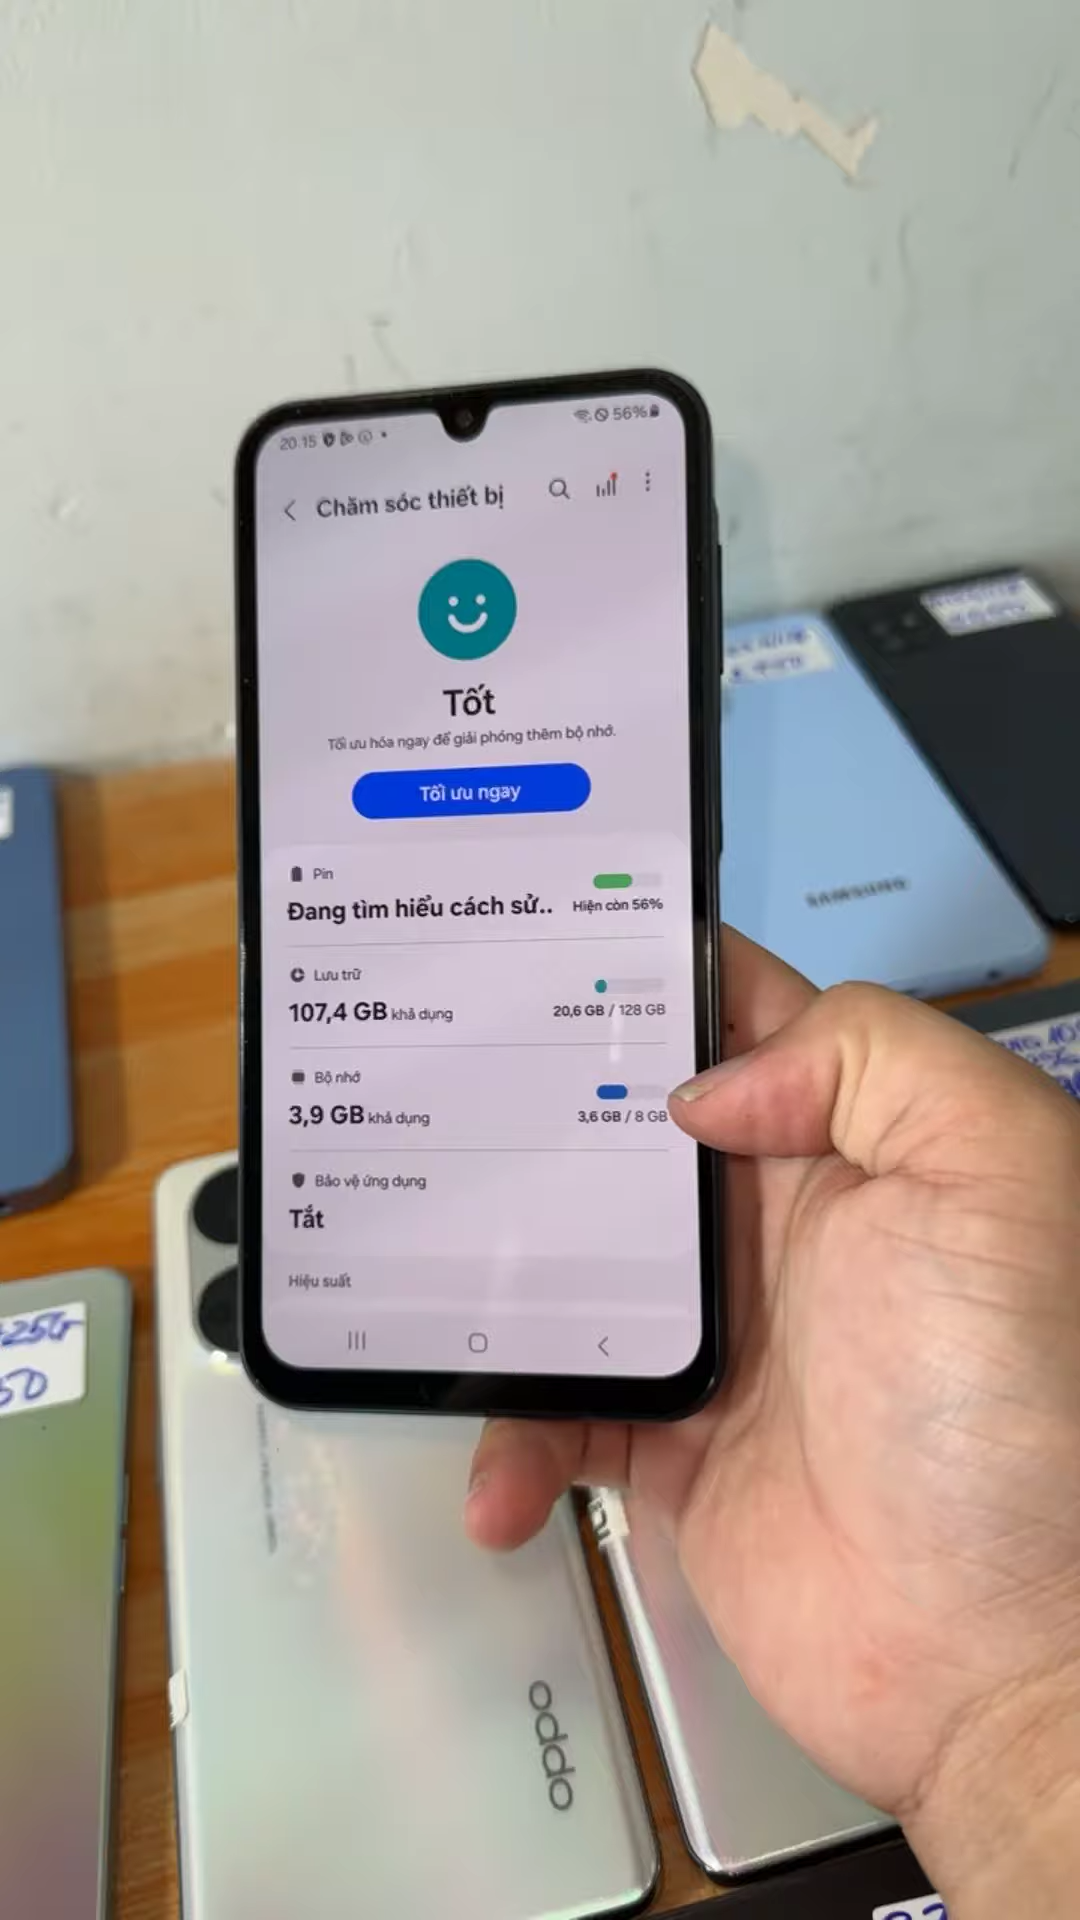 20:15
56%
Chăm sóc thiết bị
Tốt
Tối ưu hóa ngay để giải phóng thêm bộ nhớ.
Tối ưu ngay
Pin
Đang tìm hiểu cách sử..
Hiện còn 56%
Lưu trữ
107,4 GB khả dụng
20,6 GB / 128 GB
Bộ nhớ
3,9 GB khả dụng
3,6 GB / 8 GB
Bảo vệ ứng dụng
Tắt
Hiệu suất
SAMSUNG
oppo